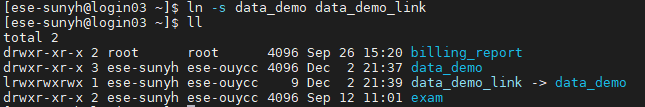 [ese-sunyh@login03 ~]$ ln -s data_demo data_demo_link
[ese-sunyh@login03 ~]$ ll
total 2
drwxr-xr-x 2 root      root      4096 Sep 26 15:20 billing_report
drwxr-xr-x 3 ese-sunyh ese-ouycc 4096 Dec  2 21:37 data_demo
lrwxrwxrwx 1 ese-sunyh ese-ouycc    9 Dec  2 21:39 data_demo_link -> data_demo
drwxr-xr-x 2 ese-sunyh ese-ouycc 4096 Sep 12 11:01 exam